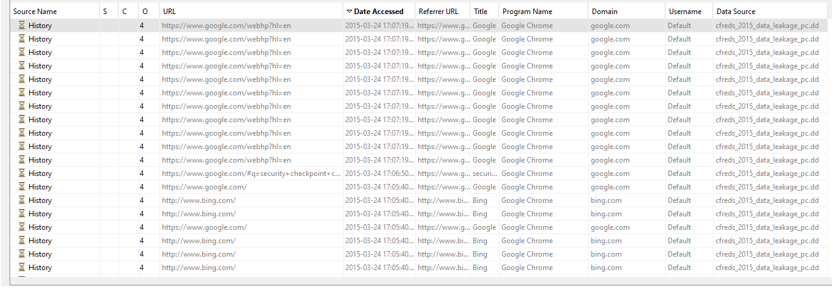 Source Name S C O URL Date Accessed Referrer URL Title Program Name Domain Username Data Source
History 4 https://www.google.com/webhp?hl=en 2015-03-24 17:07:19... https://www.g... Google Google Chrome google.com Default cfreds_2015_data_leakage_pc.dd
History 4 https://www.google.com/webhp?hl=en 2015-03-24 17:07:19... https://www.g... Google Google Chrome google.com Default cfreds_2015_data_leakage_pc.dd
History 4 https://www.google.com/webhp?hl=en 2015-03-24 17:07:19... https://www.g... Google Google Chrome google.com Default cfreds_2015_data_leakage_pc.dd
History 4 https://www.google.com/webhp?hl=en 2015-03-24 17:07:19... https://www.g... Google Google Chrome google.com Default cfreds_2015_data_leakage_pc.dd
History 4 https://www.google.com/webhp?hl=en 2015-03-24 17:07:19... https://www.g... Google Google Chrome google.com Default cfreds_2015_data_leakage_pc.dd
History 4 https://www.google.com/webhp?hl=en 2015-03-24 17:07:19... https://www.g... Google Google Chrome google.com Default cfreds_2015_data_leakage_pc.dd
History 4 https://www.google.com/webhp?hl=en 2015-03-24 17:07:19... https://www.g... Google Google Chrome google.com Default cfreds_2015_data_leakage_pc.dd
History 4 https://www.google.com/webhp?hl=en 2015-03-24 17:07:19... https://www.g... Google Google Chrome google.com Default cfreds_2015_data_leakage_pc.dd
History 4 https://www.google.com/webhp?hl=en 2015-03-24 17:07:19... https://www.g... Google Google Chrome google.com Default cfreds_2015_data_leakage_pc.dd
History 4 https://www.google.com/webhp?hl=en 2015-03-24 17:07:19... https://www.g... Google Google Chrome google.com Default cfreds_2015_data_leakage_pc.dd
History 4 https://www.google.com/webhp?hl=en 2015-03-24 17:07:19... https://www.g... Google Google Chrome google.com Default cfreds_2015_data_leakage_pc.dd
History 4 https://www.google.com/#q=security+checkpoint+c... 2015-03-24 17:06:50... https://www.g... securi... Google Chrome google.com Default cfreds_2015_data_leakage_pc.dd
History 4 https://www.google.com/ 2015-03-24 17:05:40... https://www.g... Google Google Chrome google.com Default cfreds_2015_data_leakage_pc.dd
History 4 http://www.bing.com/ 2015-03-24 17:05:40... http://www.bi... Bing Google Chrome bing.com Default cfreds_2015_data_leakage_pc.dd
History 4 http://www.bing.com/ 2015-03-24 17:05:40... http://www.bi... Bing Google Chrome bing.com Default cfreds_2015_data_leakage_pc.dd
History 4 https://www.google.com/ 2015-03-24 17:05:40... https://www.g... Google Google Chrome google.com Default cfreds_2015_data_leakage_pc.dd
History 4 http://www.bing.com/ 2015-03-24 17:05:40... http://www.bi... Bing Google Chrome bing.com Default cfreds_2015_data_leakage_pc.dd
History 4 http://www.bing.com/ 2015-03-24 17:05:40... http://www.bi... Bing Google Chrome bing.com Default cfreds_2015_data_leakage_pc.dd
History 4 http://www.bing.com/ 2015-03-24 17:05:40... http://www.bi... Bing Google Chrome bing.com Default cfreds_2015_data_leakage_pc.dd